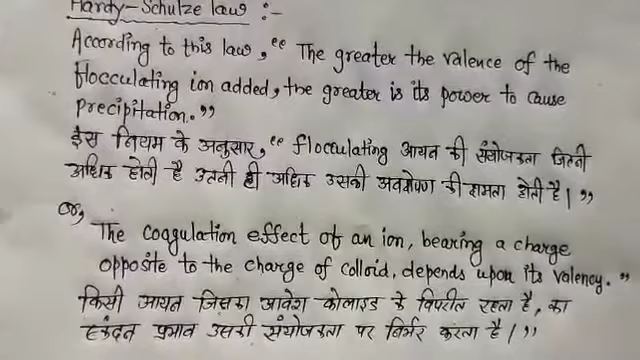 Hardy-Schulze law :-
According to this law, "The greater the valence of the
flocculating ion added, the greater is its power to cause
Precipitation."
इस नियम के अनुसार, "flocculating आयन की संयोजकता जितनी
अधिक होती है उतनी ही अधिक उसकी अवक्षेपण की क्षमता होती है।"
Or,
The coagulation effect of an ion, bearing a charge
opposite to the charge of colloid, depends upon its valency."
किसी आयन जिसका आवेश कोलाइड के विपरीत रहता है, का
स्कंदन प्रभाव उसकी संयोजकता पर निर्भर करता है।"